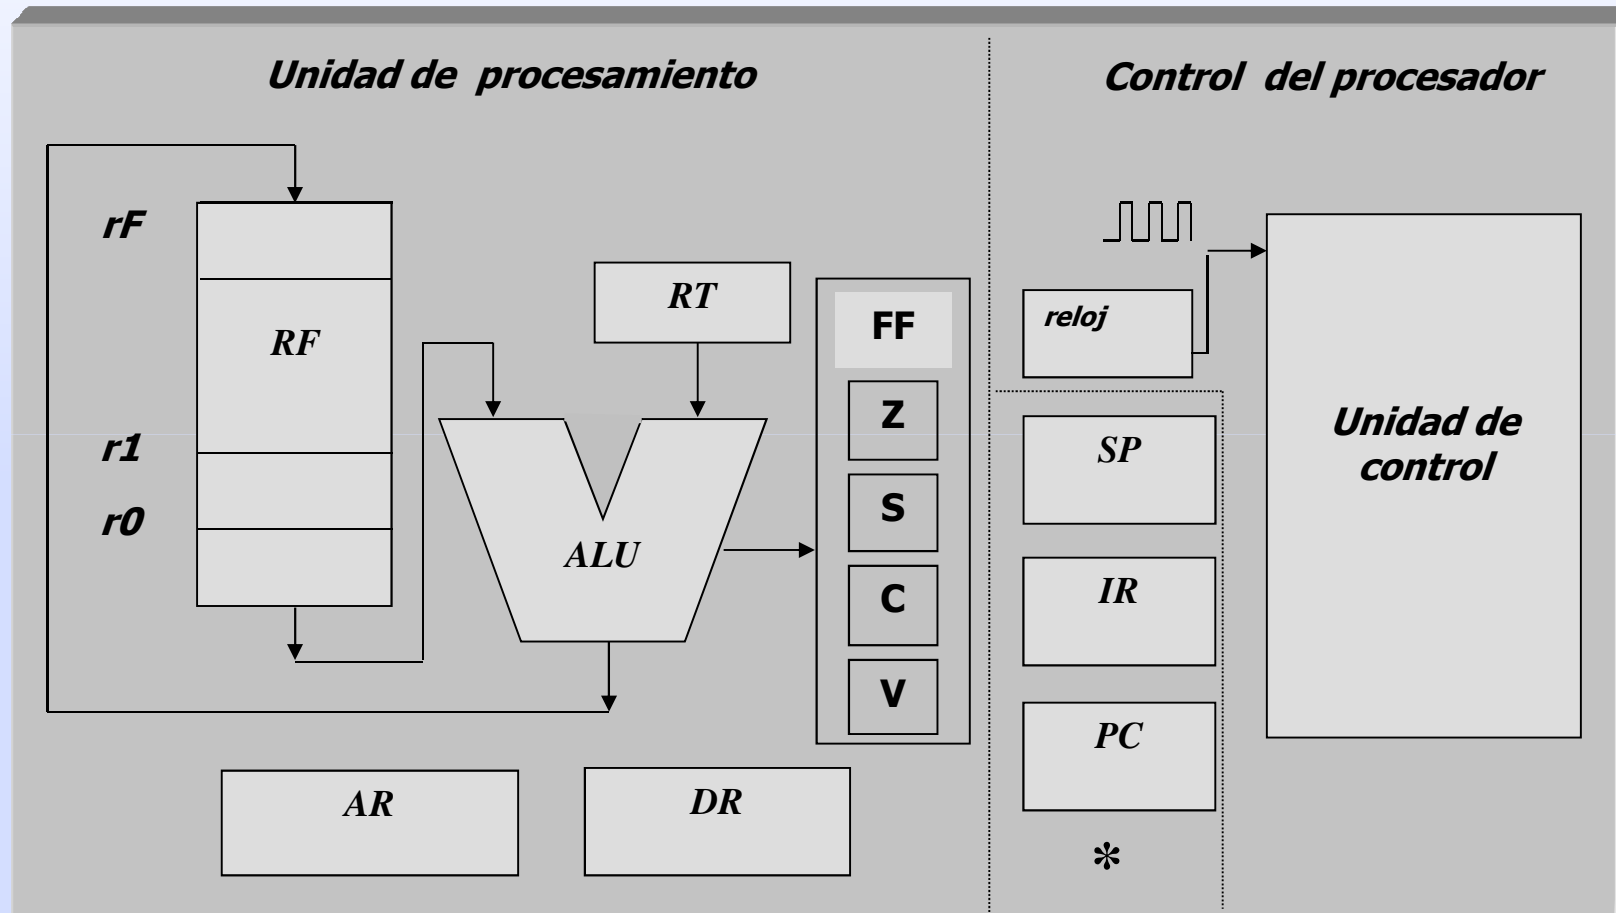 Unidad de procesamiento
Control del procesador
rF
RF
r1
r0
RT
ALU
FF
Z
S
C
V
AR
DR
reloj
SP
IR
PC
*
Unidad de
control